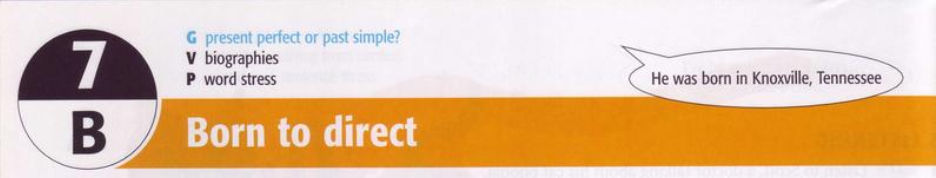 7
B
G present perfect or past simple?
V biographies
P word stress
He was born in Knoxville, Tennessee
Born to direct